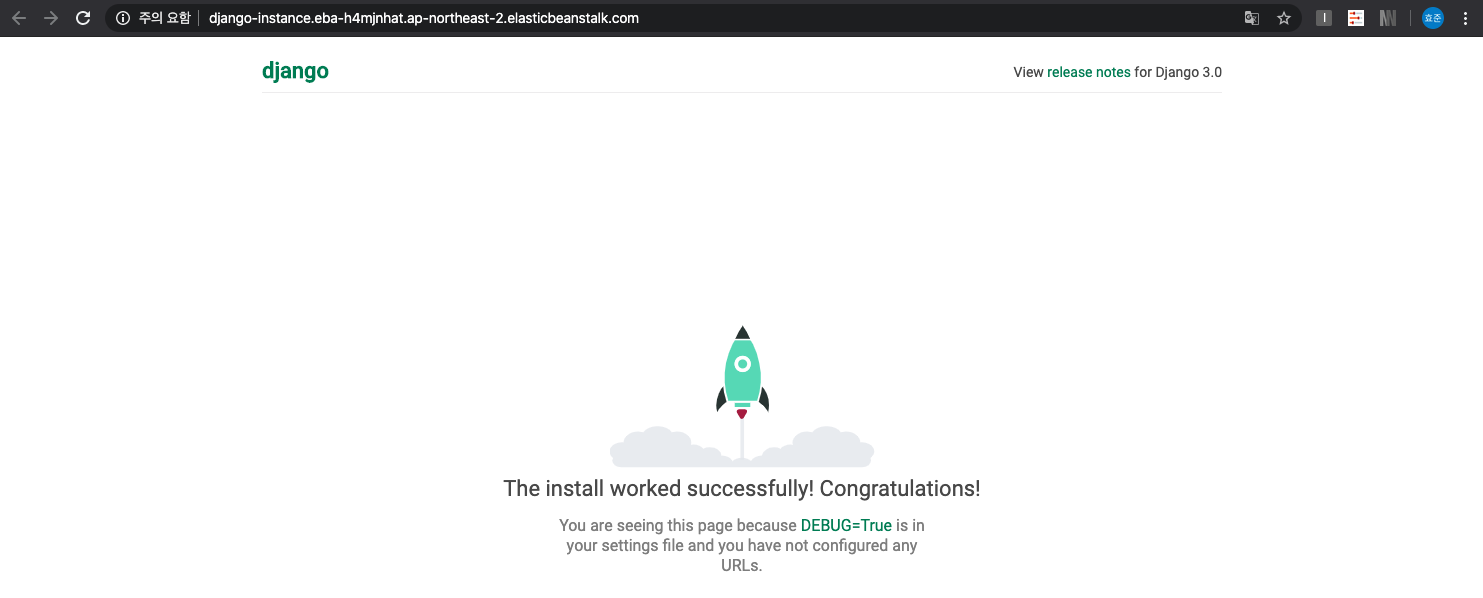 주의 요함 django-instance.eba-h4mjnhat.ap-northeast-2.elasticbeanstalk.com 효준
django View release notes for Django 3.0
The install worked successfully! Congratulations!
You are seeing this page because DEBUG=True is in
your settings file and you have not configured any
URLs.